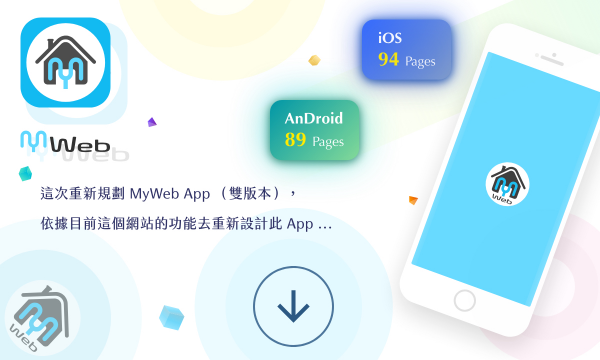 iOS
94 Pages
AnDroid
89 Pages
MyWeb
這次重新規劃 MyWeb App （雙版本），
依據目前這個網站的功能去重新設計此 App ...
Web
Web